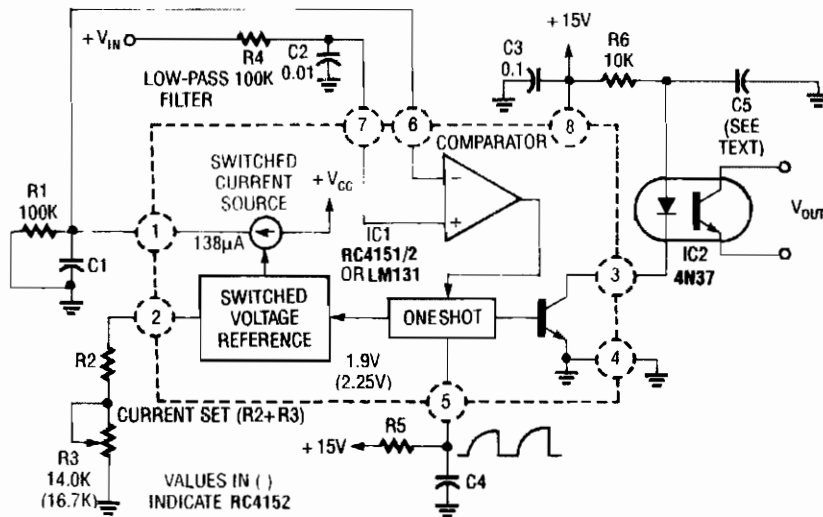 + V_IN
R4
100K
LOW-PASS
FILTER
C2
0.01
+ 15V
C3
0.1
R6
10K
C5
(SEE
TEXT)
7
6
8
COMPARATOR
SWITCHED
CURRENT
SOURCE
+ V_CC
138µA
R1
100K
C1
1
−
+
IC1
RC4151/2
OR LM131
V_OUT
IC2
4N37
2
SWITCHED
VOLTAGE
REFERENCE
ONESHOT
3
4
1.9V
(2.25V)
5
R2
CURRENT SET (R2+R3)
R3
14.0K
(16.7K)
+ 15V
R5
C4
VALUES IN ( )
INDICATE RC4152